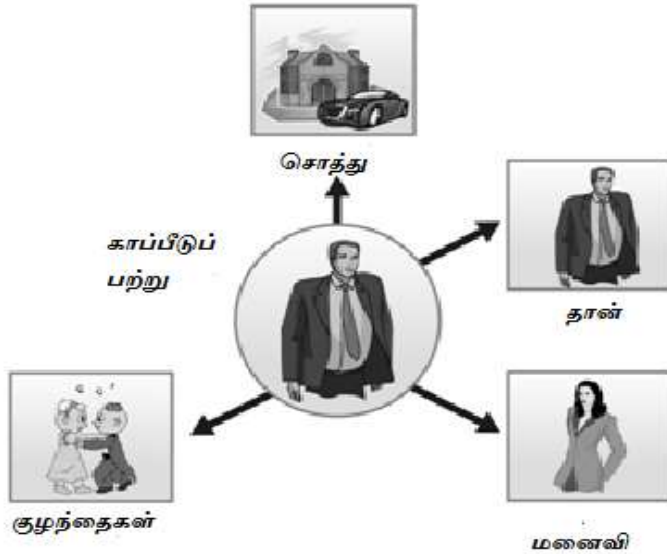 சொத்து
காப்பீடுப்
பற்று
தான்
குழந்தைகள்
மனைவி